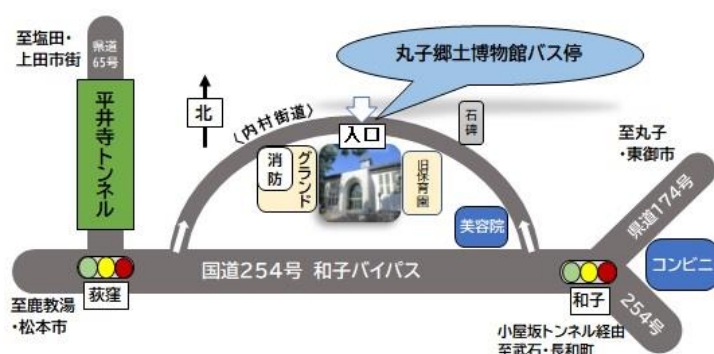 至塩田・
上田市街
県道
65号
平井寺トンネル
北
〈内村街道〉
丸子郷土博物館バス停
入口
石碑
消防
グランド
旧保育園
美容院
至丸子
・東御市
県道174号
コンビニ
国道254号 和子バイパス
荻窪
和子
254号
至鹿教湯
・松本市
小屋坂トンネル経由
至武石・長和町